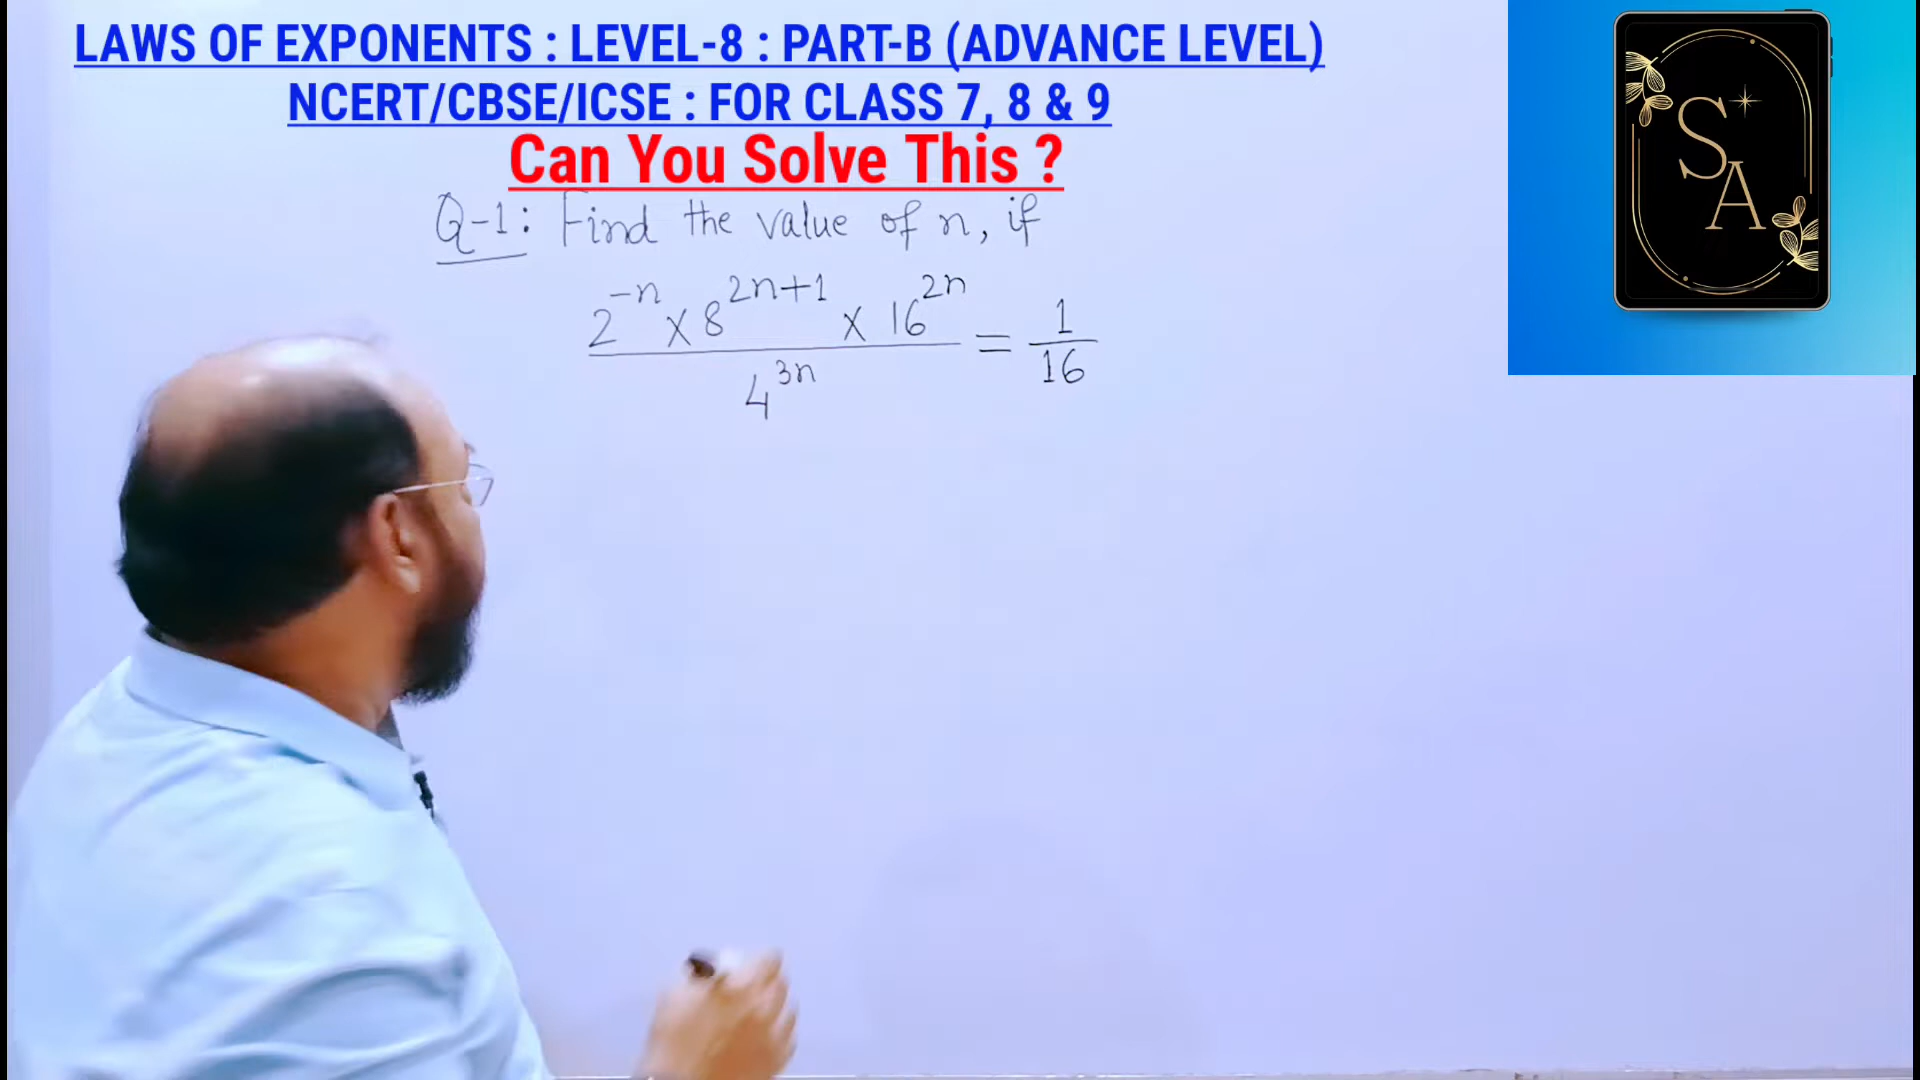 LAWS OF EXPONENTS : LEVEL-8 : PART-B (ADVANCE LEVEL)
NCERT/CBSE/ICSE : FOR CLASS 7, 8 & 9
Can You Solve This ?
Q-1: Find the value of n, if
2^{-n} x 8^{2n+1} x 16^{2n} / 4^{3n} = 1/16
S
A